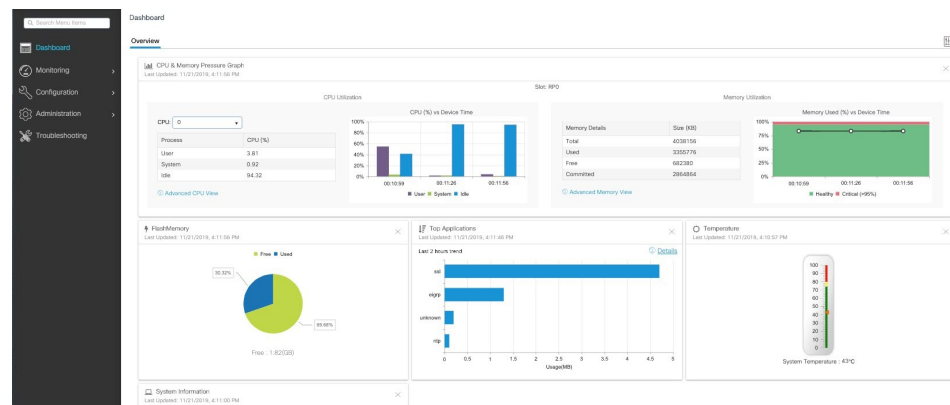 Search Menu Items
Dashboard
Monitoring
Configuration
Administration
Troubleshooting
Dashboard
Overview
CPU & Memory Pressure Graph
Last Updated: 11/21/2019, 4:11:56 PM
Slot: RP0
CPU Utilization
CPU: 0
Process CPU (%)
User 3.81
System 0.92
Idle 94.32
Advanced CPU View
CPU (%) vs Device Time
100%
80%
60%
40%
20%
0%
00:10:59 00:11:26 00:11:56
User System Idle
Memory Utilization
Memory Details Size (KB)
Total 4038156
Used 3355776
Free 682380
Committed 2864864
Advanced Memory View
Memory Used (%) vs Device Time
100%
75%
50%
25%
0%
00:10:59 00:11:26 00:11:56
Healthy Critical (>95%)
FlashMemory
Last Updated: 11/21/2019, 4:11:56 PM
Free Used
30.32%
69.68%
Free : 1.82(GB)
Top Applications
Last Updated: 11/21/2019, 4:11:46 PM
Last 2 hours trend
Details
ssl
eigrp
unknown
ntp
0 0.5 1 1.5 2 2.5 3 3.5 4 4.5 5
Usage(MB)
Temperature
Last Updated: 11/21/2019, 4:10:57 PM
100
90
80
70
60
50
40
30
20
10
0
System Temperature : 43°C
System Information
Last Updated: 11/21/2019, 4:11:00 PM